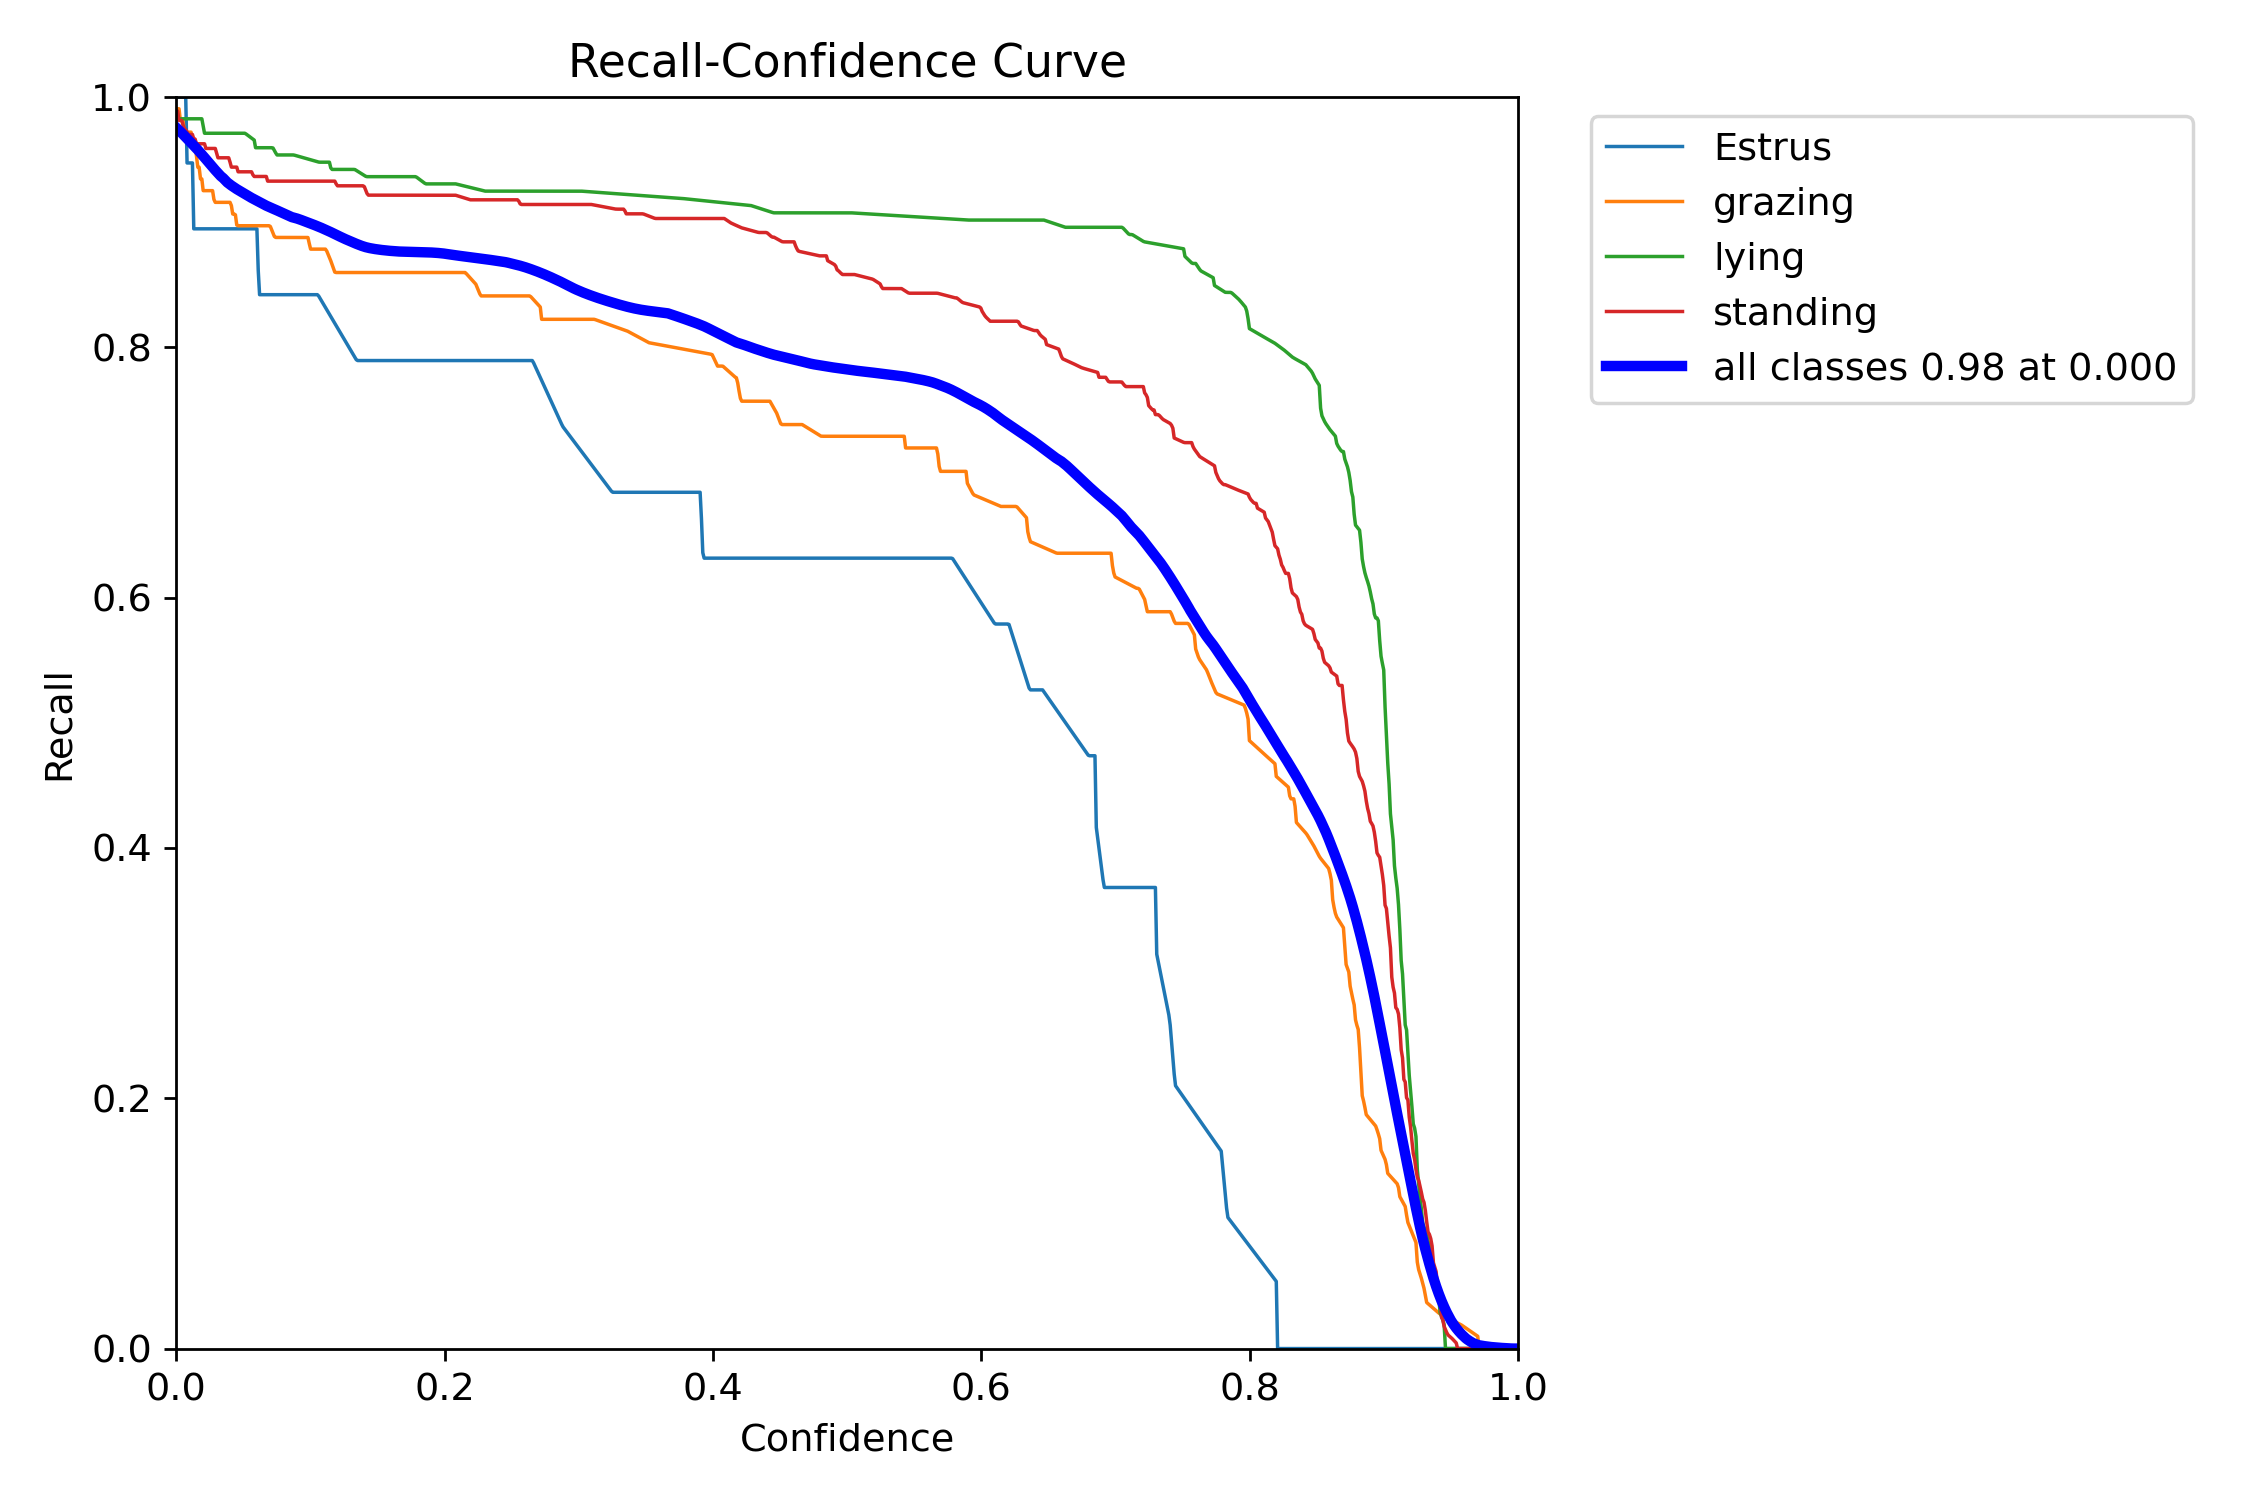 Recall-Confidence Curve
1.0
0.8
0.6
0.4
0.2
0.0
Recall
0.0 0.2 0.4 0.6 0.8 1.0
Confidence
Estrus
grazing
lying
standing
all classes 0.98 at 0.000